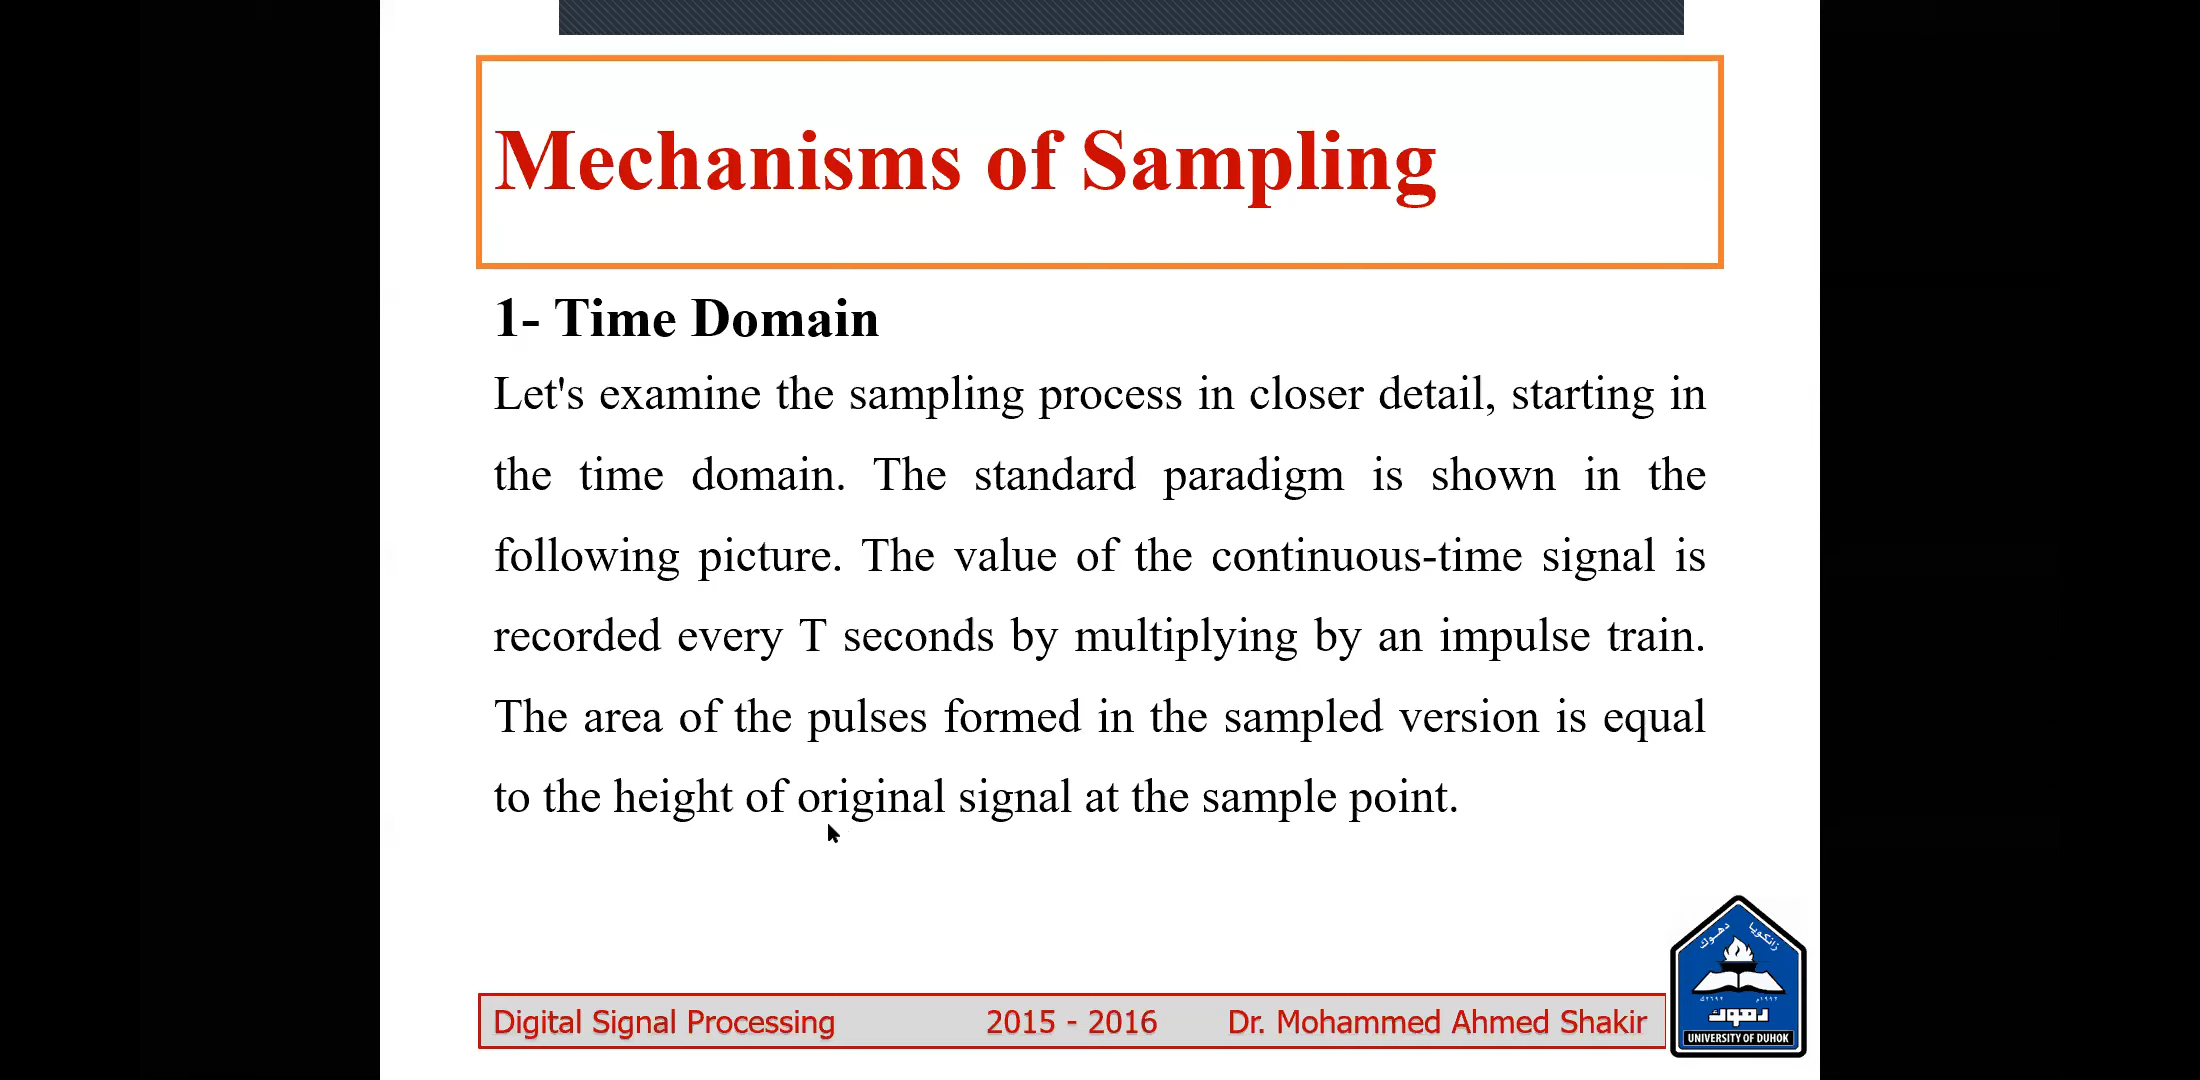 Mechanisms of Sampling
1- Time Domain
Let's examine the sampling process in closer detail, starting in
the time domain. The standard paradigm is shown in the
following picture. The value of the continuous-time signal is
recorded every T seconds by multiplying by an impulse train.
The area of the pulses formed in the sampled version is equal
to the height of original signal at the sample point.
Digital Signal Processing 2015 - 2016 Dr. Mohammed Ahmed Shakir
زانكويا دهوك
دهوك
UNIVERSITY OF DUHOK